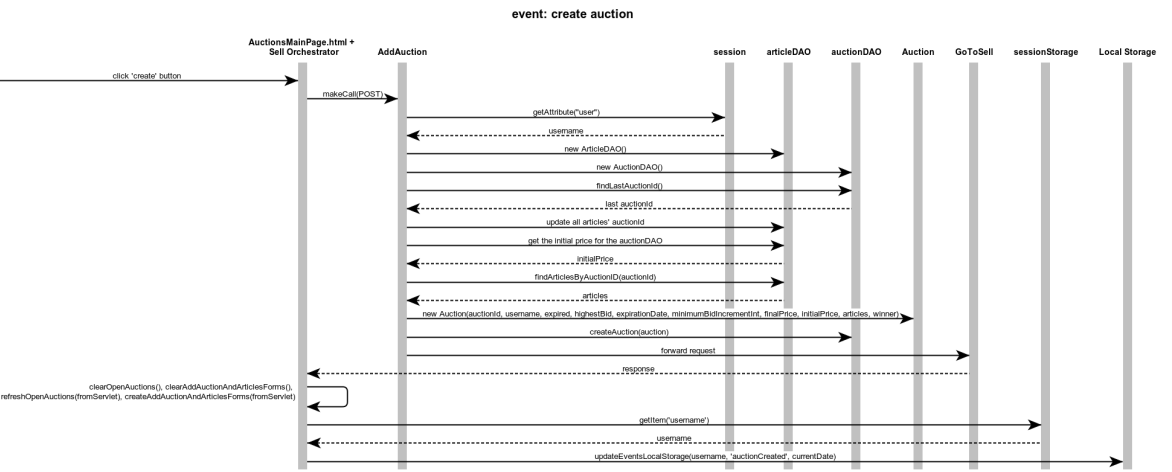 event: create auction
AuctionsMainPage.html +
Sell Orchestrator
AddAuction
session
articleDAO
auctionDAO
Auction
GoToSell
sessionStorage
Local Storage
click 'create' button
makeCall(POST)
getAttribute("user")
username
new ArticleDAO()
new AuctionDAO()
findLastAuctionId()
last auctionId
update all articles' auctionId
get the initial price for the auctionDAO
initialPrice
findArticlesByAuctionID(auctionId)
articles
new Auction(auctionId, username, expired, highestBid, expirationDate, minimumBidIncrementInt, finalPrice, initialPrice, articles, winner)
createAuction(auction)
forward request
response
clearOpenAuctions(), clearAddAuctionAndArticlesForms(),
refreshOpenAuctions(fromServlet), createAddAuctionAndArticlesForms(fromServlet)
getItem('username')
username
updateEventsLocalStorage(username, 'auctionCreated', currentDate)